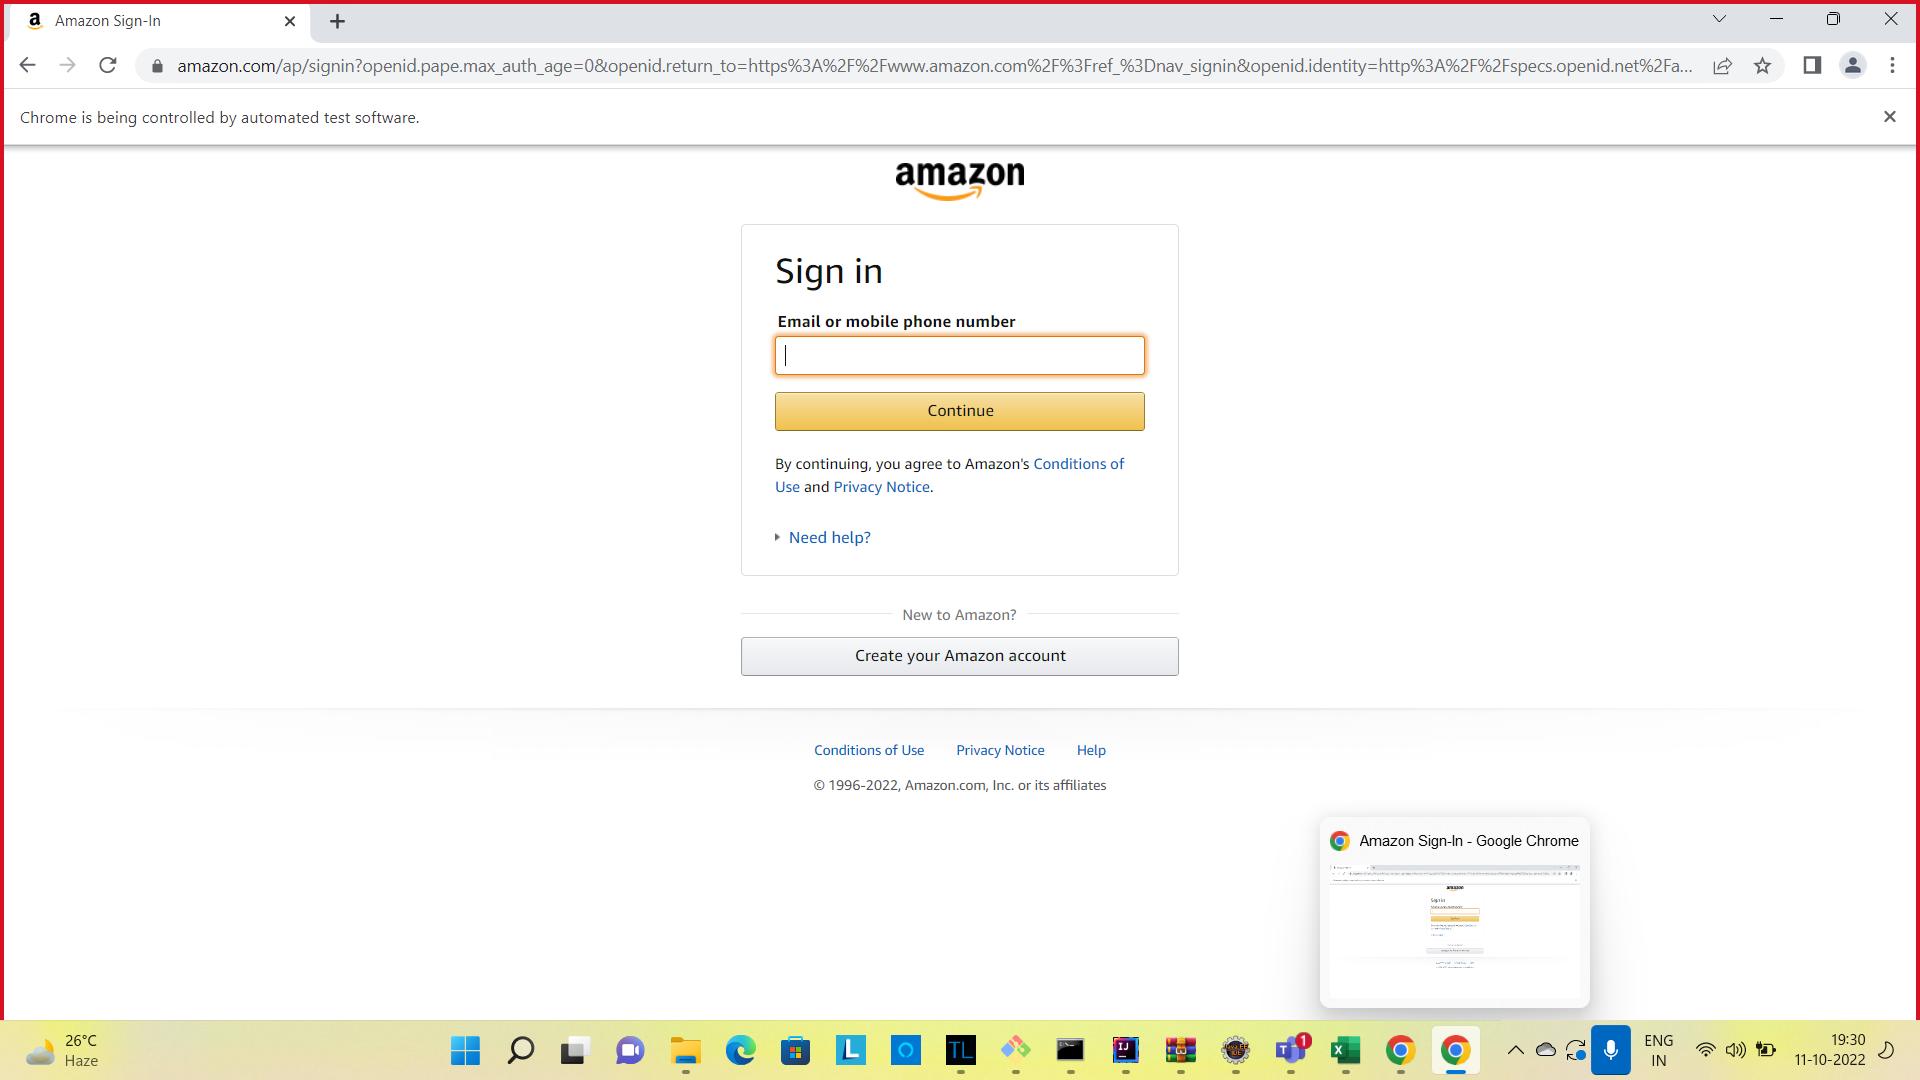 Amazon Sign-In
amazon.com/ap/signin?openid.pape.max_auth_age=0&openid.return_to=https%3A%2F%2Fwww.amazon.com%2F%3Fref_%3Dnav_signin&openid.identity=http%3A%2F%2Fspecs.openid.net%2Fa...
Chrome is being controlled by automated test software.
amazon
Sign in
Email or mobile phone number
Continue
By continuing, you agree to Amazon's Conditions of
Use and Privacy Notice.
Need help?
New to Amazon?
Create your Amazon account
Conditions of Use Privacy Notice Help
© 1996-2022, Amazon.com, Inc. or its affiliates
Amazon Sign-In - Google Chrome
amazon
Sign in
26°C
Haze
L
TL
IJ
T
1
X
ENG
IN
19:30
11-10-2022